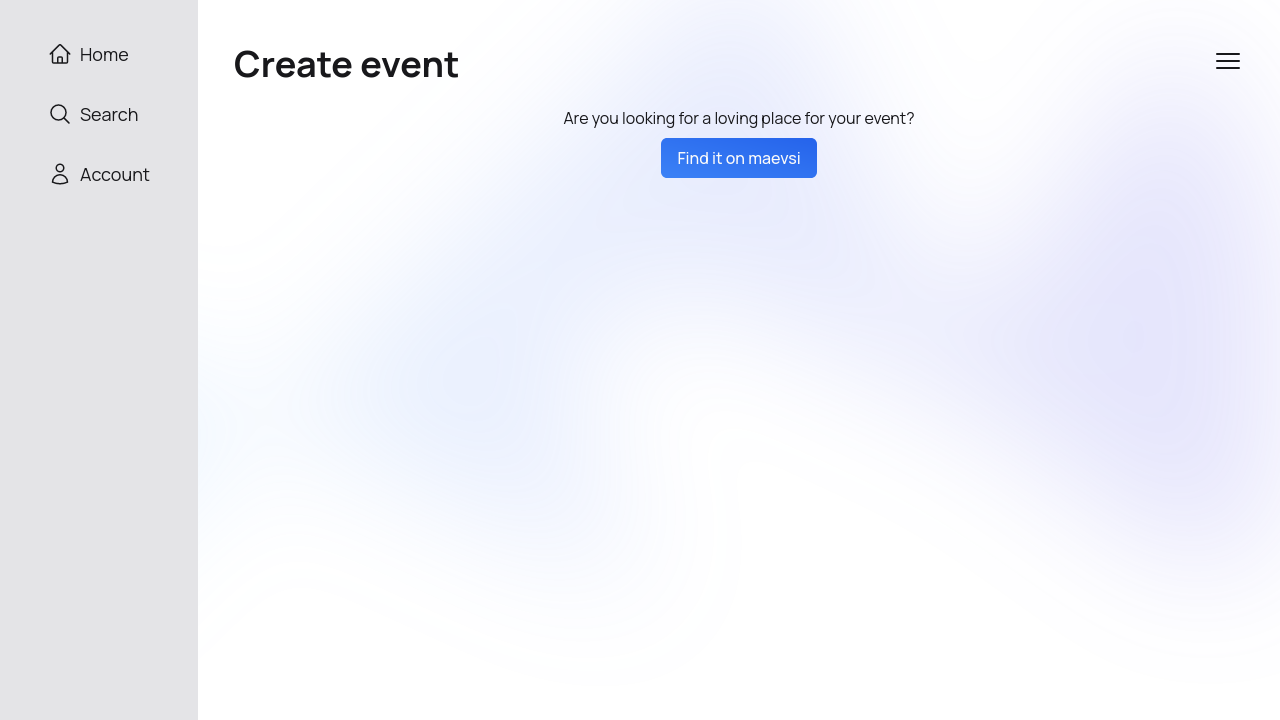 Home
Search
Account
Create event
Are you looking for a loving place for your event?
Find it on maevsi